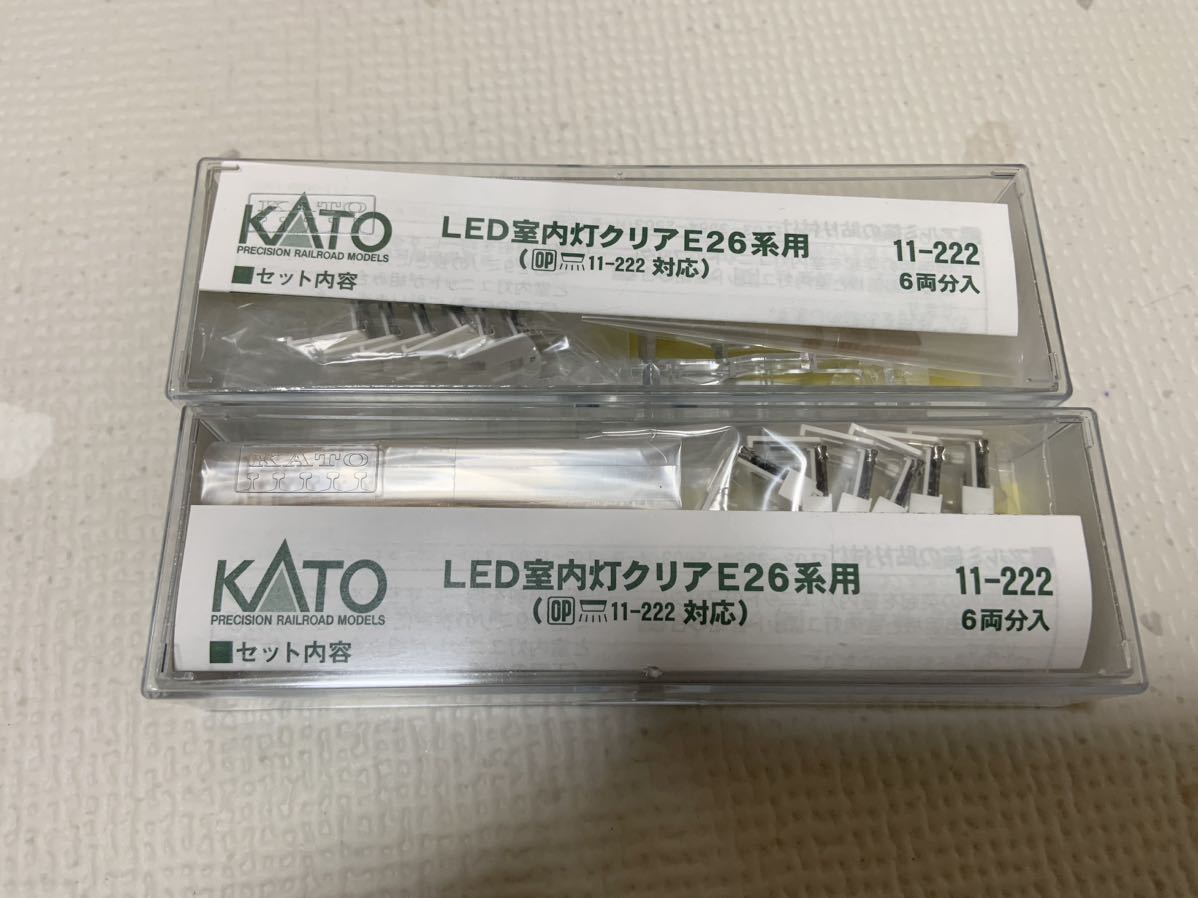 KATO
KATO
PRECISION RAILROAD MODELS
■セット内容
LED室内灯クリアE26系用
(OP 11-222 対応)
11-222
6両分入
KATO
KATO
PRECISION RAILROAD MODELS
■セット内容
LED室内灯クリアE26系用
(OP 11-222 対応)
11-222
6両分入